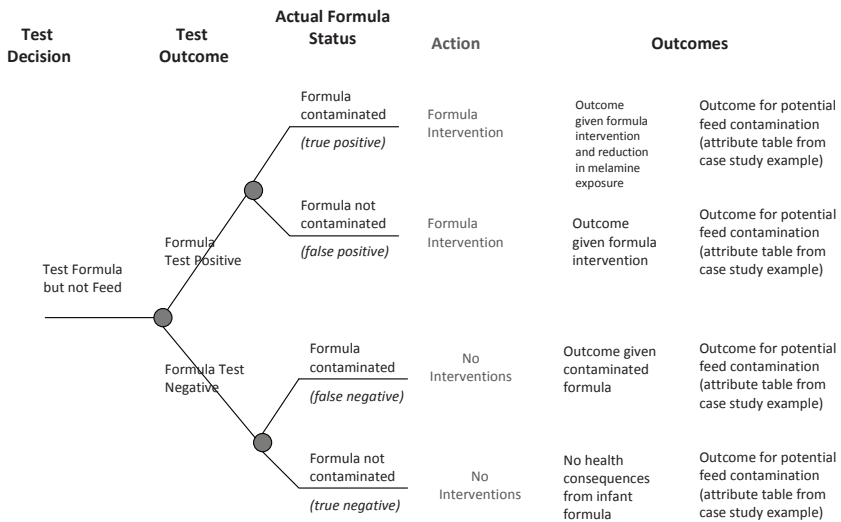 Test
Decision
Test
Outcome
Actual Formula
Status
Action
Outcomes
Formula
contaminated
(true positive)
Formula
Intervention
Outcome
given formula
intervention
and reduction
in melamine
exposure
Outcome for potential
feed contamination
(attribute table from
case study example)
Formula not
contaminated
(false positive)
Formula
Intervention
Outcome
given formula
intervention
Outcome for potential
feed contamination
(attribute table from
case study example)
Formula
Test Positive
Test Formula
but not Feed
Formula Test
Negative
Formula
contaminated
(false negative)
No
Interventions
Outcome given
contaminated
formula
Outcome for potential
feed contamination
(attribute table from
case study example)
Formula not
contaminated
(true negative)
No
Interventions
No health
consequences
from infant
formula
Outcome for potential
feed contamination
(attribute table from
case study example)